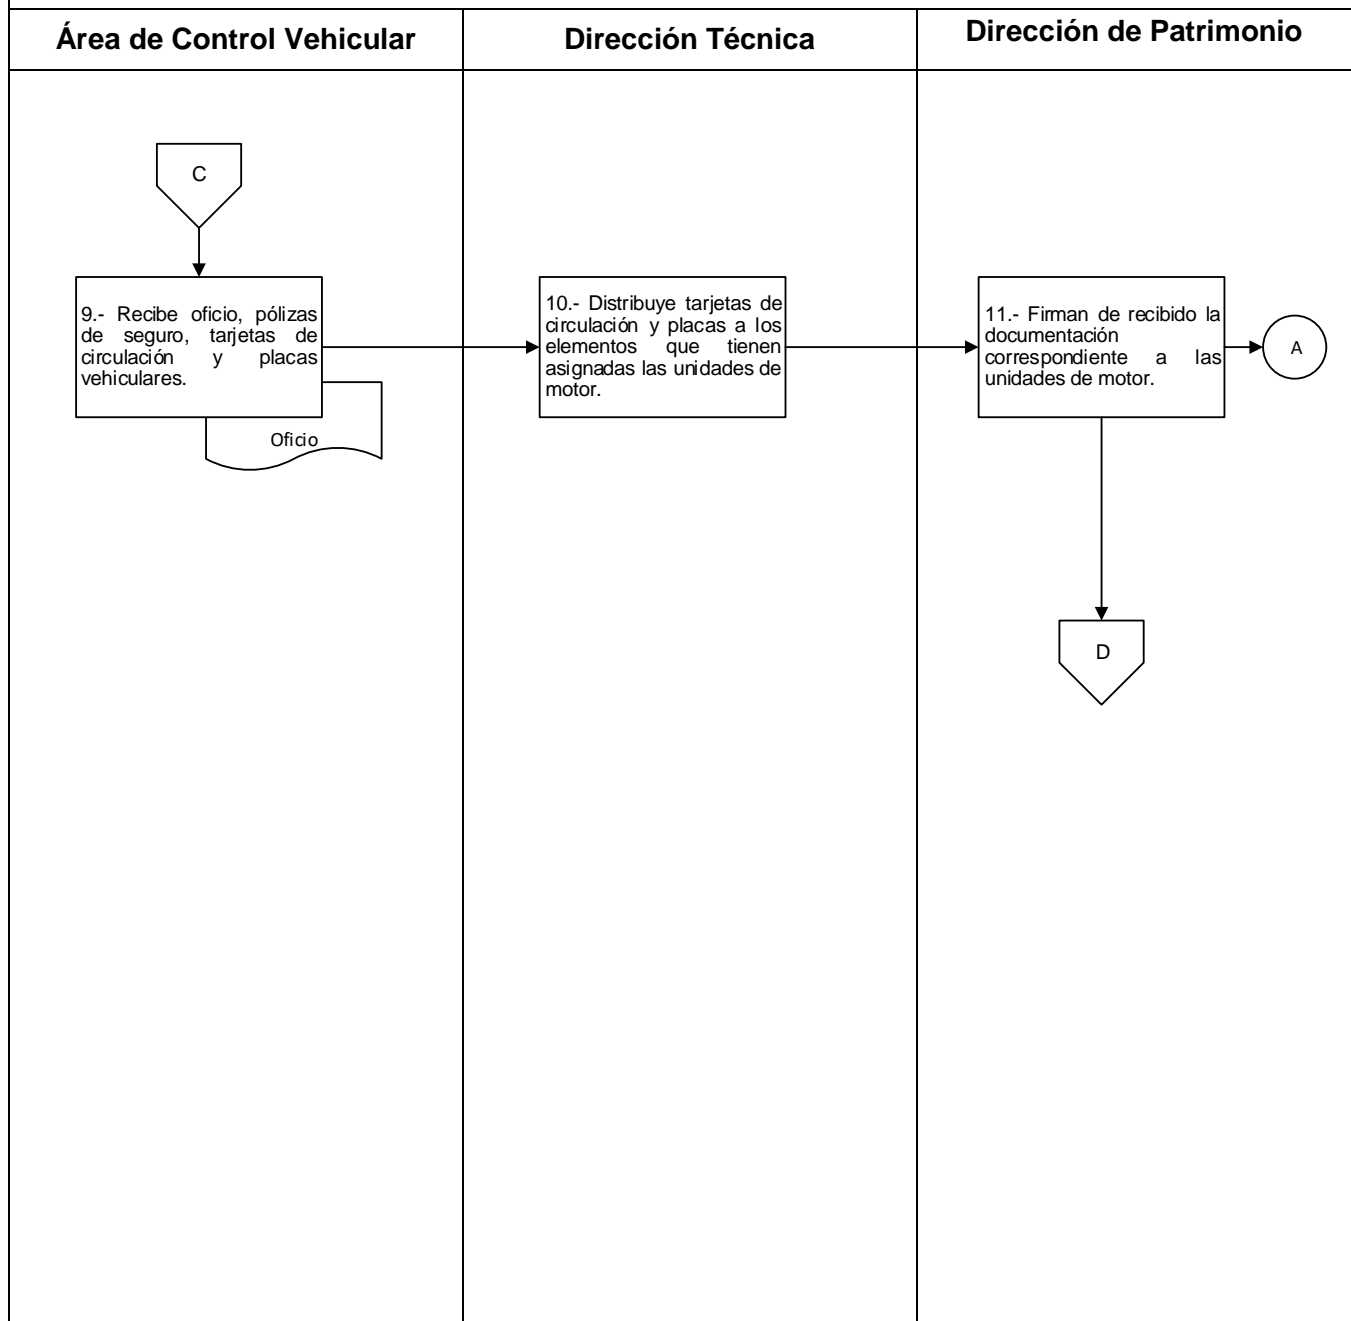 Área de Control Vehicular
Dirección Técnica
Dirección de Patrimonio
C
9.- Recibe oficio, pólizas
de seguro, tarjetas de
circulación y placas
vehiculares.
Oficio
10.- Distribuye tarjetas de
circulación y placas a los
elementos que tienen
asignadas las unidades de
motor.
11.- Firman de recibido la
documentación
correspondiente a las
unidades de motor.
A
D